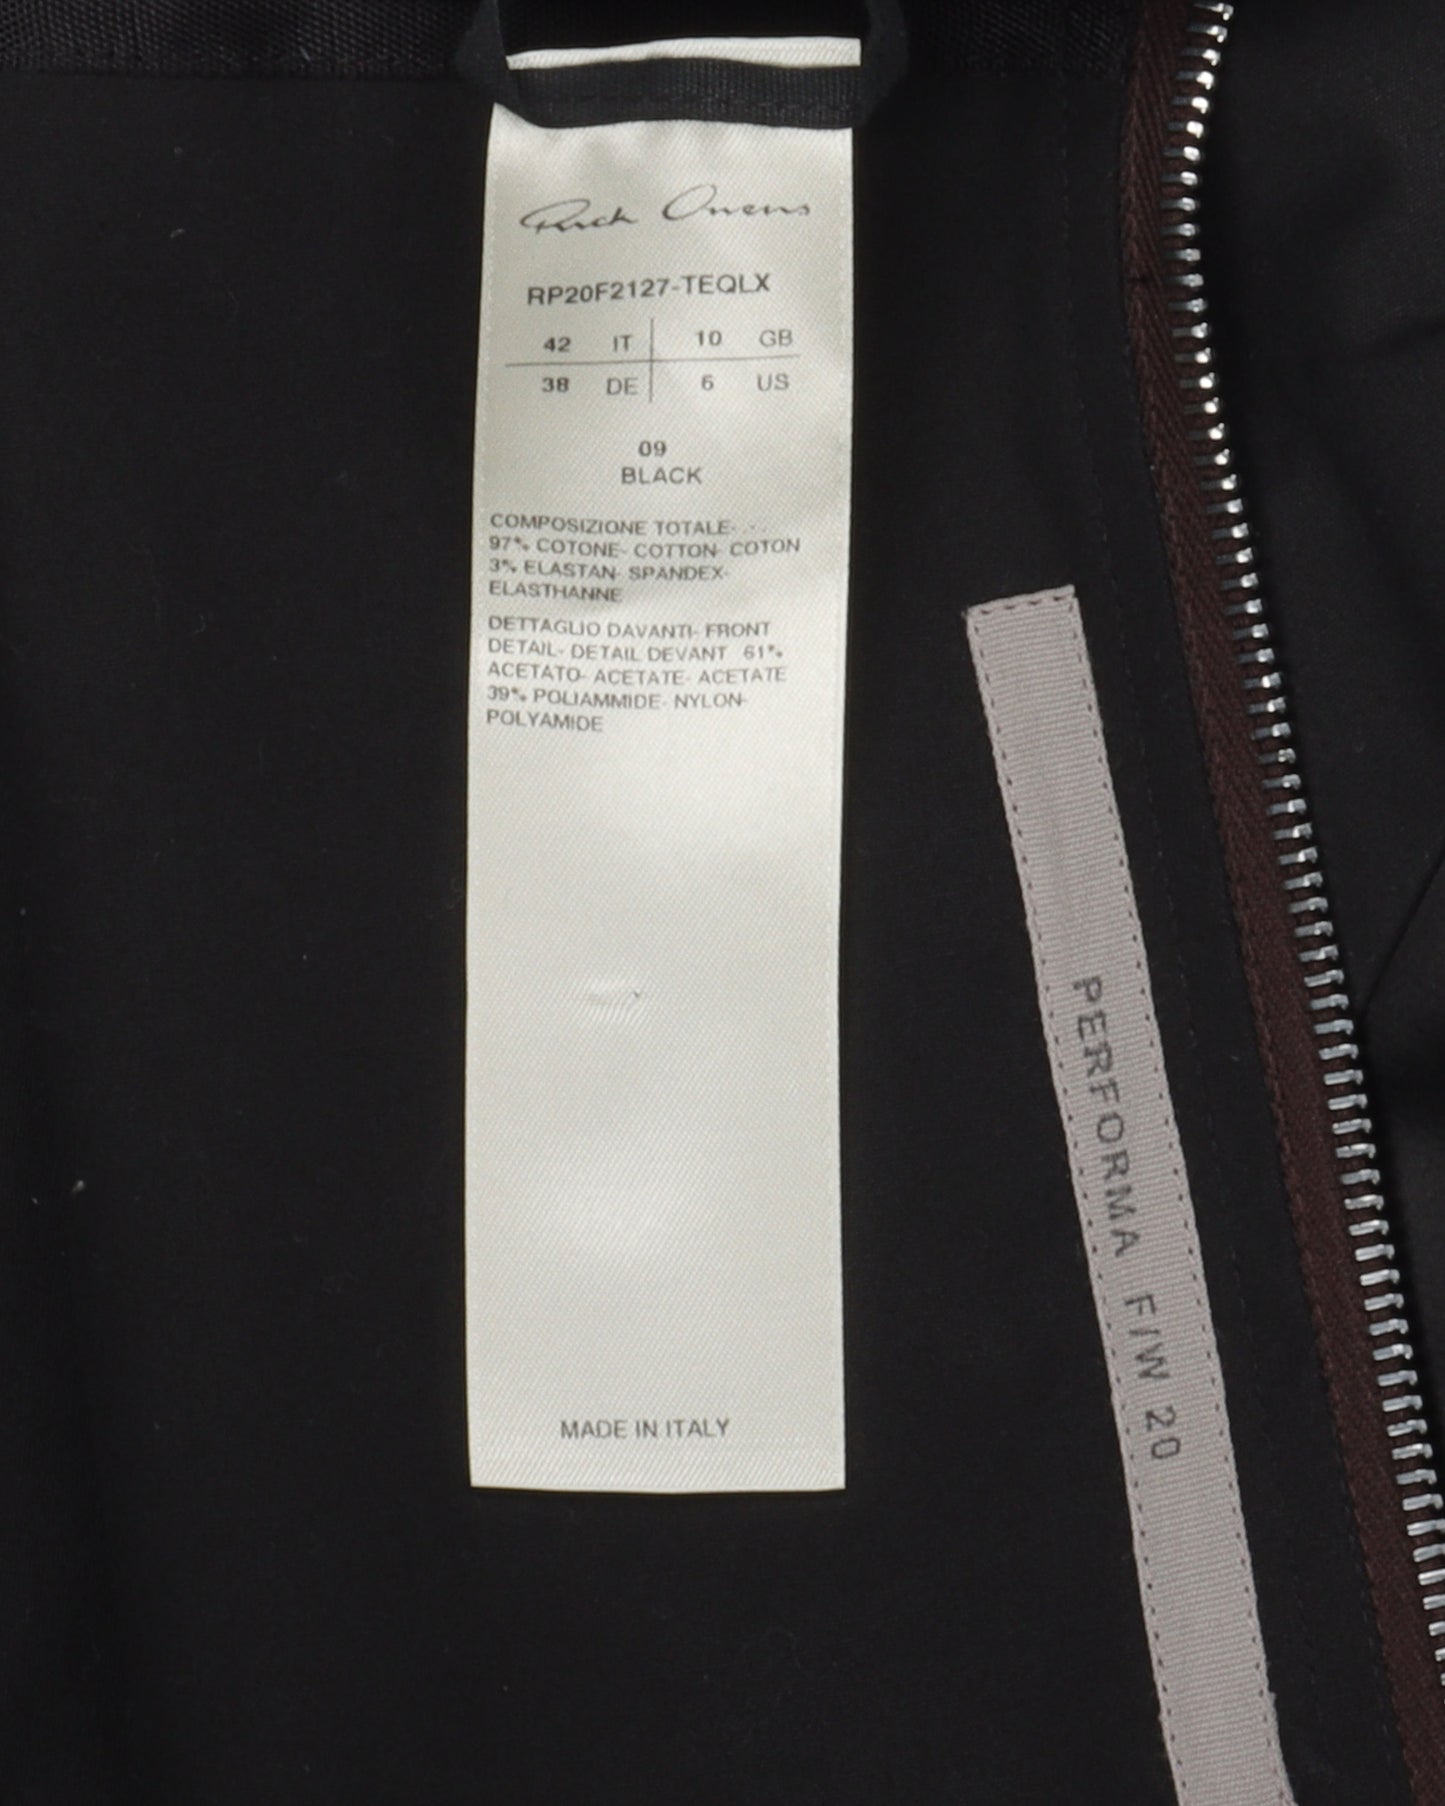 Rick Owens
RP20F2127-TEQLX
42 IT 10 GB
38 DE 6 US
09
BLACK
COMPOSIZIONE TOTALE-
97% COTONE- COTTON- COTON
3% ELASTAN- SPANDEX-
ELASTHANNE
DETTAGLIO DAVANTI- FRONT
DETAIL- DETAIL DEVANT 61%
ACETATO- ACETATE- ACETATE
39% POLIAMMIDE- NYLON-
POLYAMIDE
MADE IN ITALY
PERFORMA F/W 20